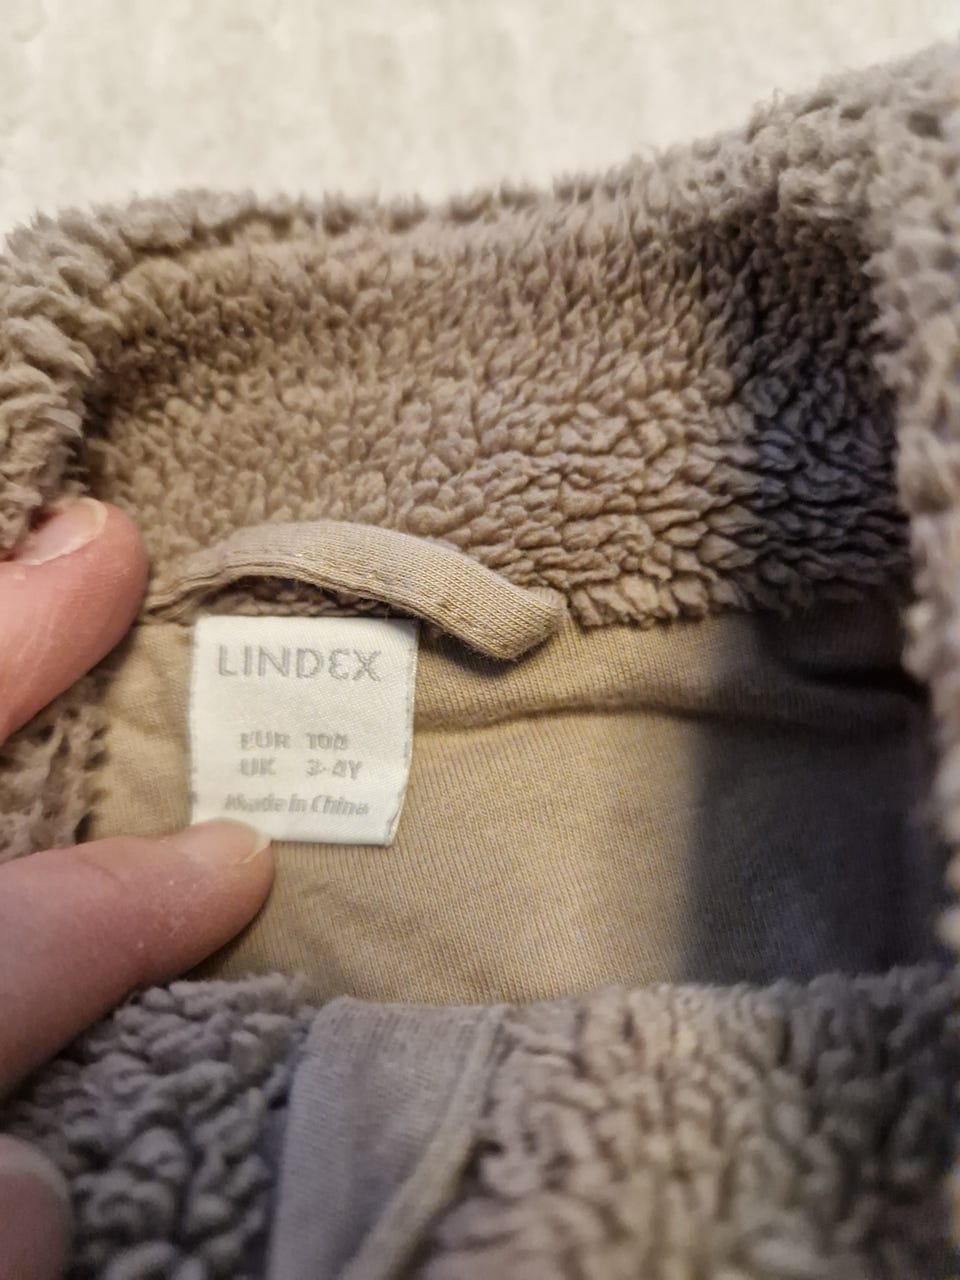 LINDEX
EUR 104
UK 3-4Y
Made in China